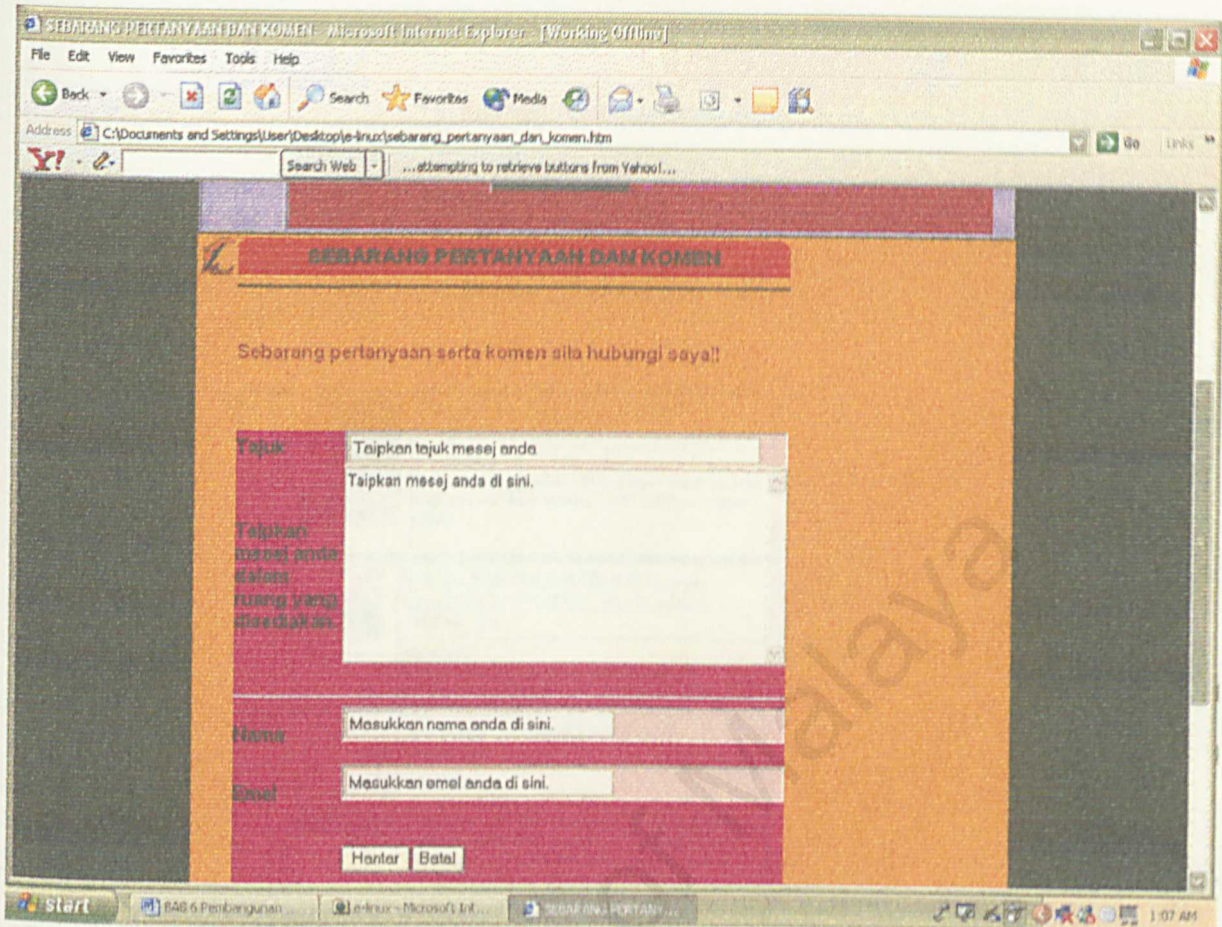 SEBARANG PERTANYAAN DAN KOMEN - Microsoft Internet Explorer - [Working Offline]
File Edit View Favorites Tools Help
Back Search Favorites Media
Address C:\Documents and Settings\User\Desktop\e-linux\sebarang_pertanyaan_dan_komen.htm Go Links
Y! Search Web ...attempting to retrieve buttons from Yahoo!...
SEBARANG PERTANYAAN DAN KOMEN
Sebarang pertanyaan serta komen sila hubungi saya!!
Tajuk Taipkan tajuk mesej anda
Taipkan mesej anda di sini.
Taipkan
mesej anda
dalam
ruang yang
disediakan.
Nama Masukkan nama anda di sini.
Emel Masukkan emel anda di sini.
Hantar Batal
start BAB 6 Pembangunan ... e-linux - Microsoft Int... SEBARANG PERTANY... 1:07 AM
of Malaya